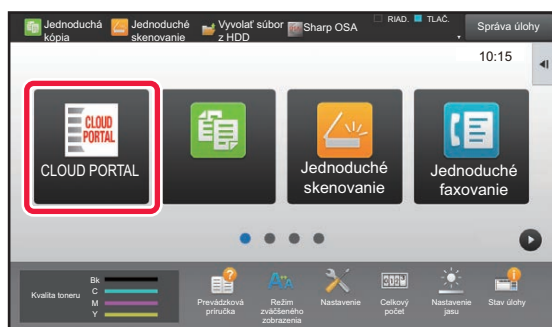 Jednoduchá
kópia
Jednoduché
skenovanie
Vyvolať súbor
z HDD
Sharp OSA
RIAD.
TLAČ.
Správa úlohy
10:15
CLOUD
PORTAL
CLOUD PORTAL
Jednoduché
skenovanie
Jednoduché
faxovanie
Kvalita toneru
Bk
C
M
Y
Prevádzková
príručka
Režim
zväčšeného
zobrazenia
Nastavenie
Celkový
počet
Nastavenie
jasu
Stav úlohy